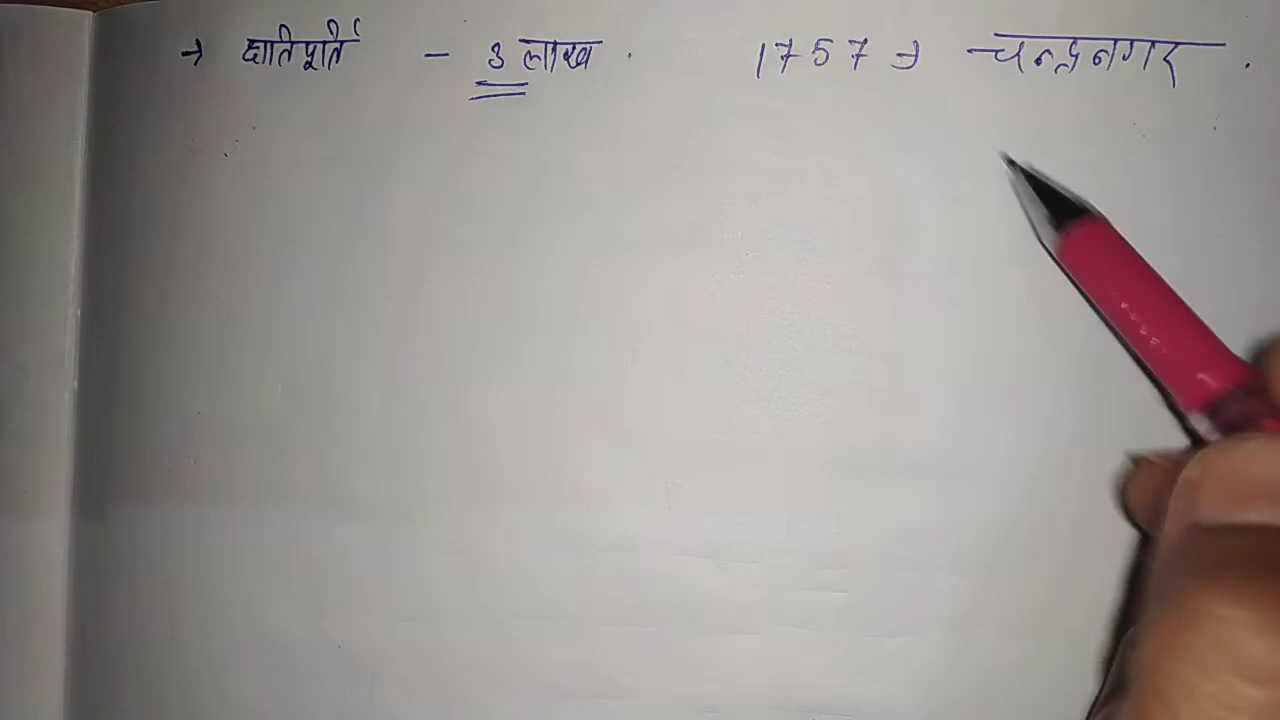 → क्षतिपूर्ति – 3 लाख . 1757 में चन्द्रनगर .